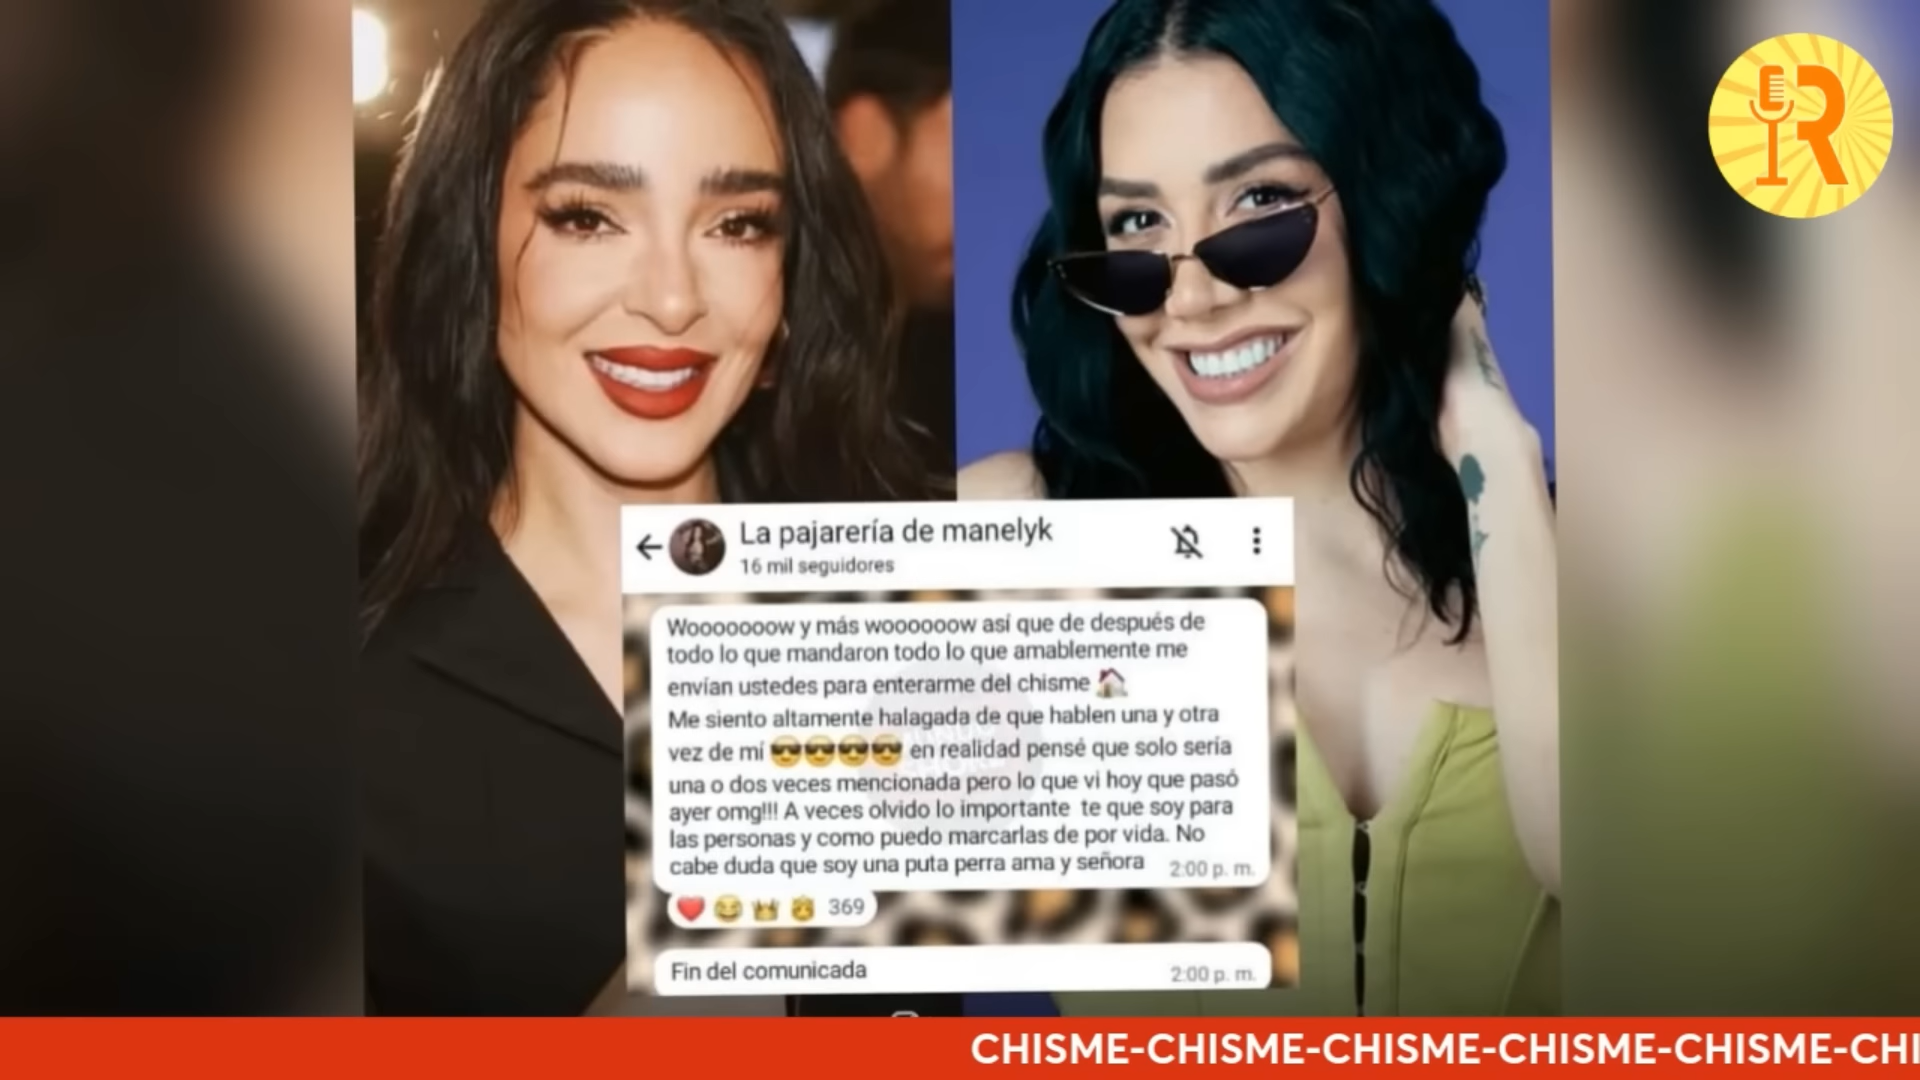 R
La pajarería de manelyk
16 mil seguidores
Wooooooow y más woooooow así que de después de
todo lo que mandaron todo lo que amablemente me
envían ustedes para enterarme del chisme 🏠
Me siento altamente halagada de que hablen una y otra
vez de mí 😎😎😎😎 en realidad pensé que solo sería
una o dos veces mencionada pero lo que vi hoy que pasó
ayer omg!!! A veces olvido lo importante te que soy para
las personas y como puedo marcarlas de por vida. No
cabe duda que soy una puta perra ama y señora 2:00 p. m.
369
Fin del comunicada 2:00 p. m.
CHISME-CHISME-CHISME-CHISME-CHISME-CHI